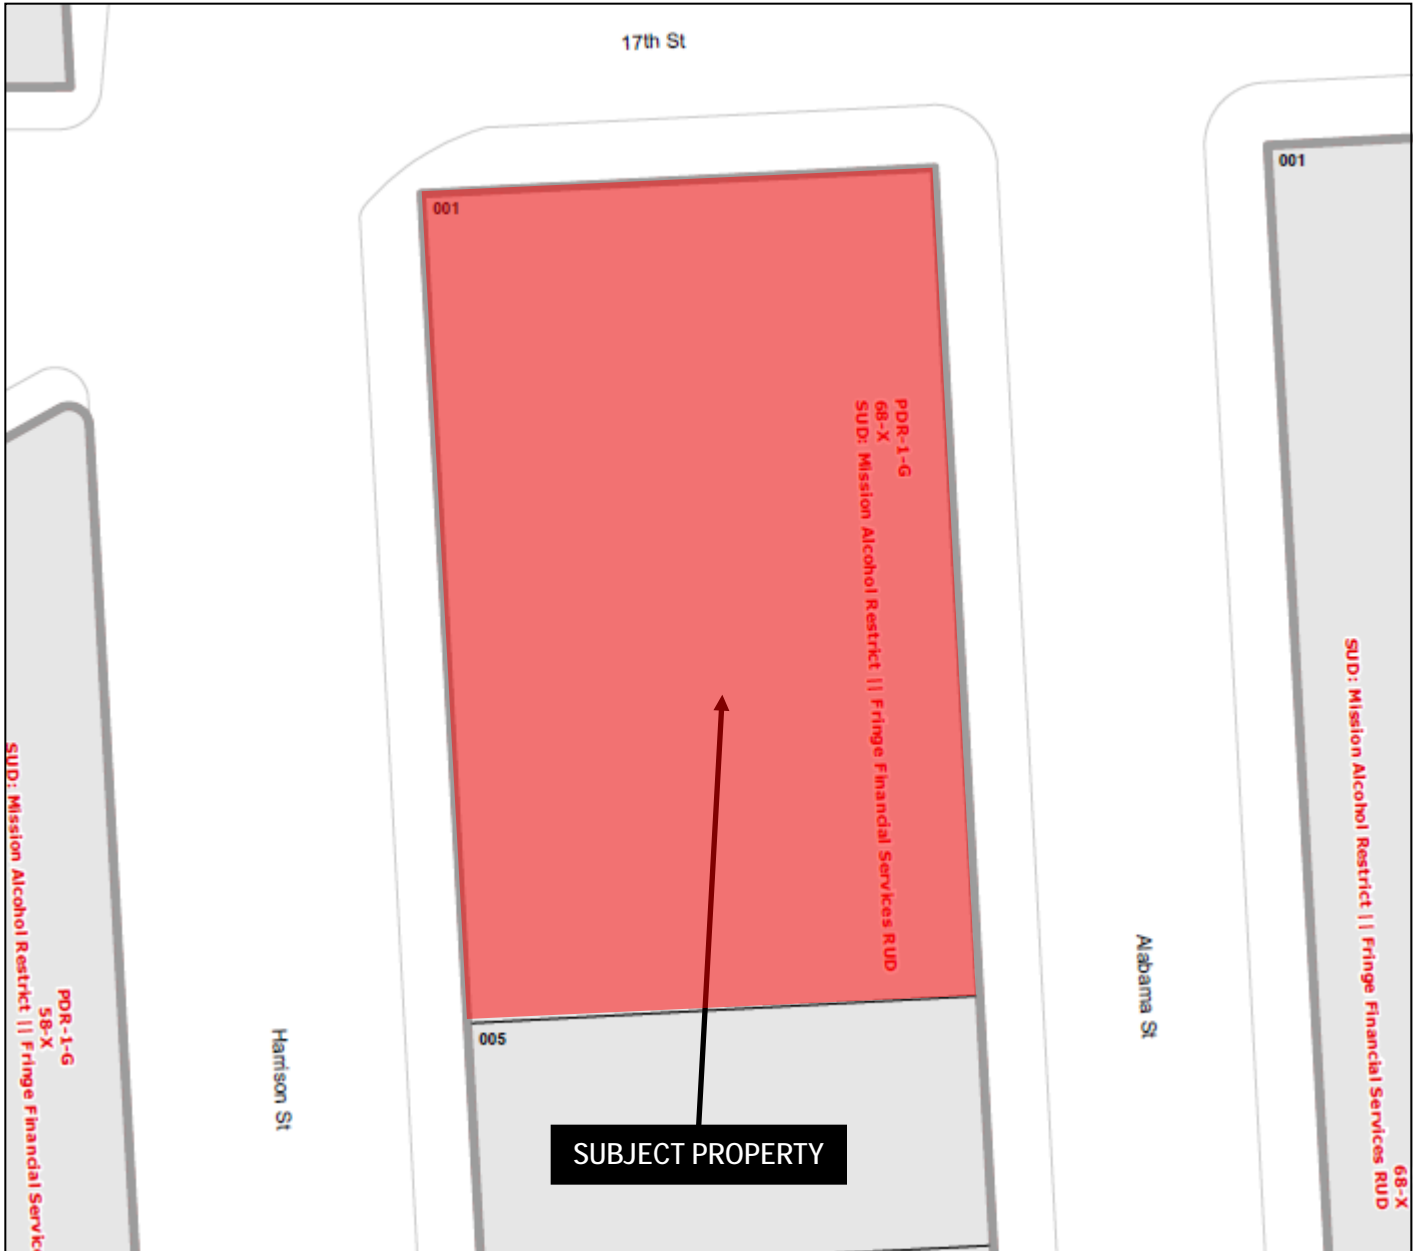 17th St
001
001
PDR-1-G
68-X
SUD: Mission Alcohol Restrict || Fringe Financial Services RUD
SUD: Mission Alcohol Restrict || Fringe Financial Services RUD
68-X
PDR-1-G
58-X
SUD: Mission Alcohol Restrict || Fringe Financial Servic
Harrison St
Alabama St
005
SUBJECT PROPERTY